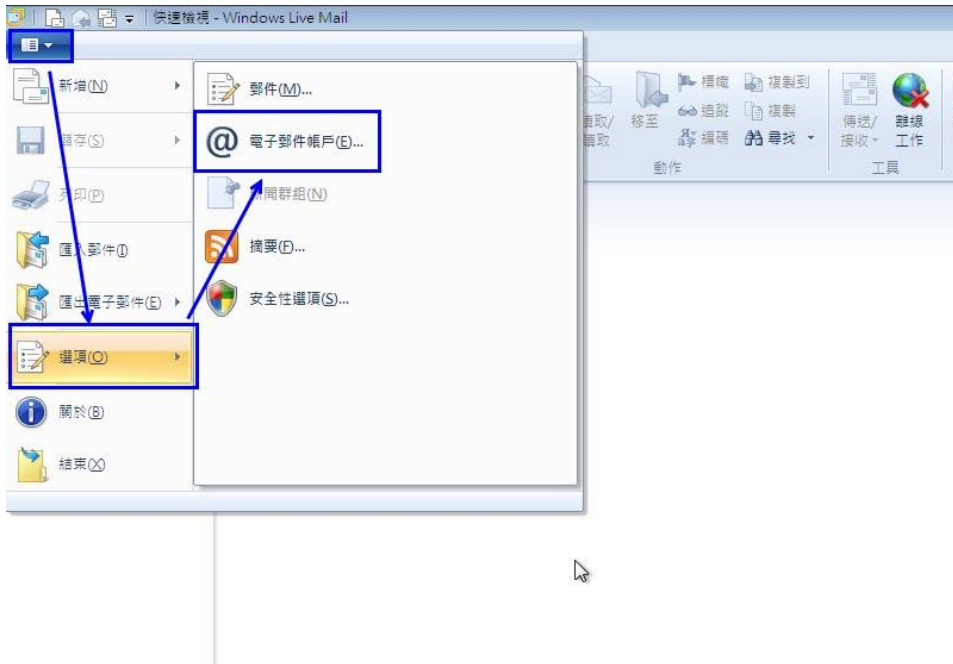 快速檢視 - Windows Live Mail
新增(N)
儲存(S)
列印(P)
匯入郵件(I)
匯出電子郵件(E)
選項(O)
關於(B)
結束(X)
郵件(M)...
電子郵件帳戶(E)...
新聞群組(N)
摘要(F)...
安全性選項(S)...
讀取/
讀取
移至
標幟
追蹤
編碼
複製到
複製
尋找
動作
傳送/
接收
離線
工作
工具